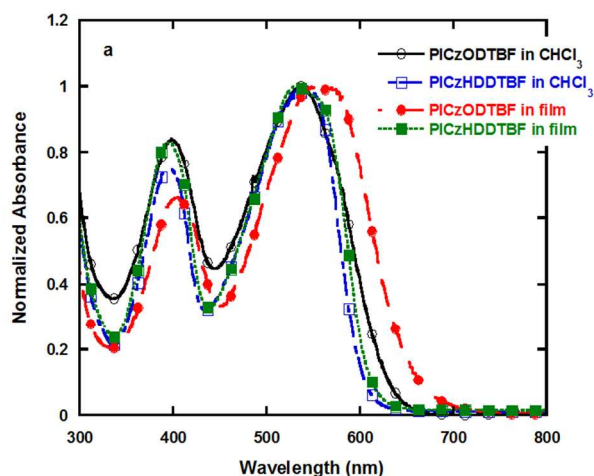 a
PICzODTBF in CHCl3
PICzHDDTBF in CHCl3
PICzODTBF in film
PICzHDDTBF in film
Normalized Absorbance
1.2
1
0.8
0.6
0.4
0.2
0
300 400 500 600 700 800
Wavelength (nm)